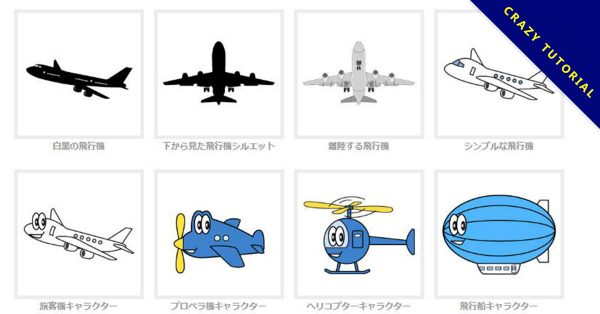 CRAZY TUTORIAL
白黒の飛行機
下から見た飛行機シルエット
離陸する飛行機
シンプルな飛行機
旅客機キャラクター
プロペラ機キャラクター
ヘリコプターキャラクター
飛行船キャラクター